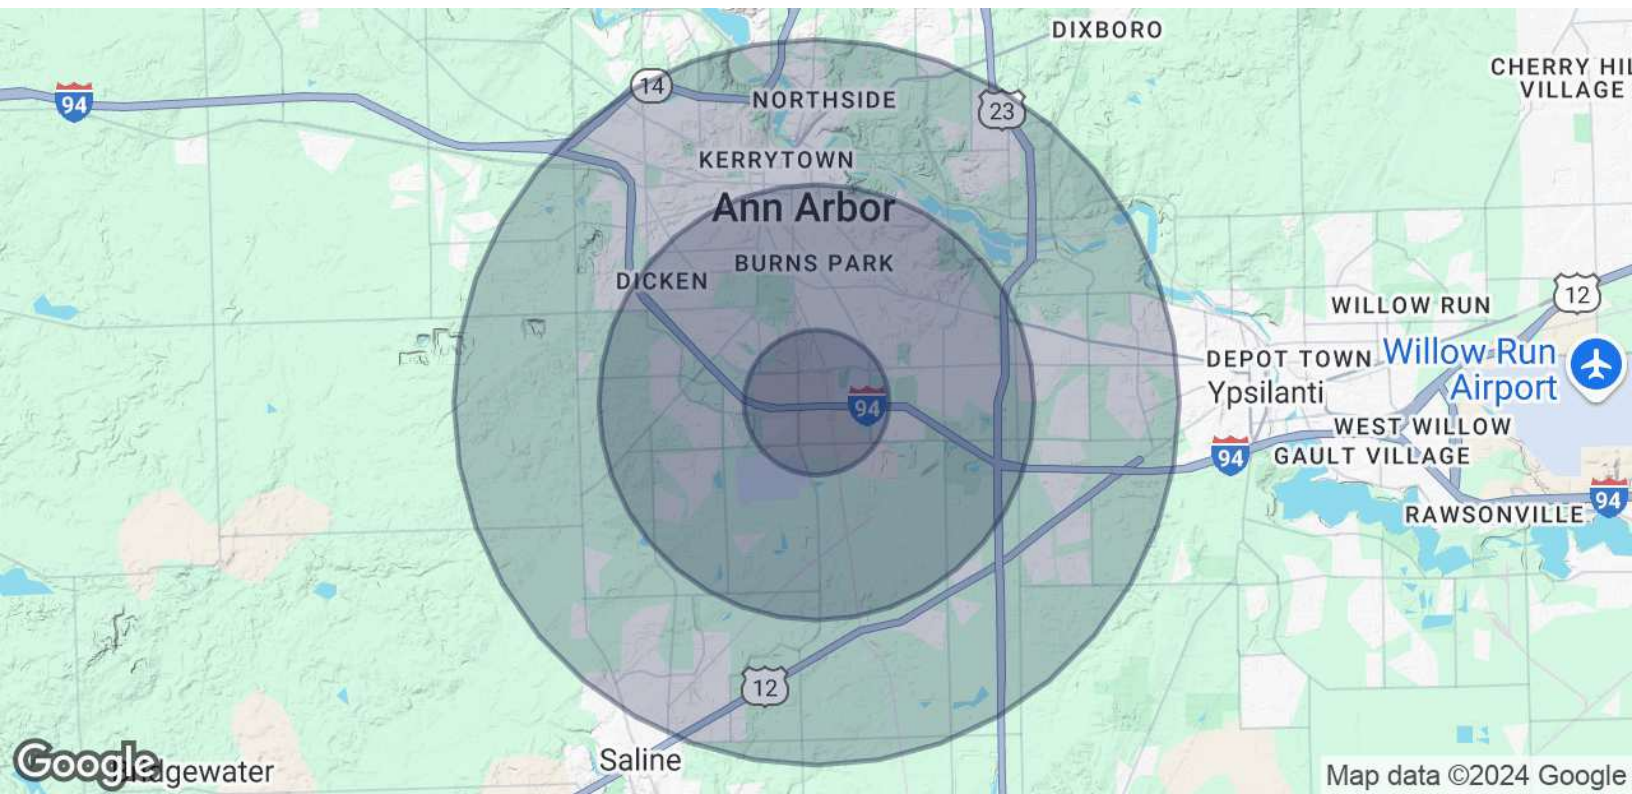 DIXBORO
CHERRY HIL
VILLAGE
94
14
NORTHSIDE
23
KERRYTOWN
Ann Arbor
BURNS PARK
DICKEN
12
WILLOW RUN
DEPOT TOWN
Willow Run
Airport
Ypsilanti
94
WEST WILLOW
94
GAULT VILLAGE
94
RAWSONVILLE
12
Saline
Google
dgewater
Map data ©2024 Google